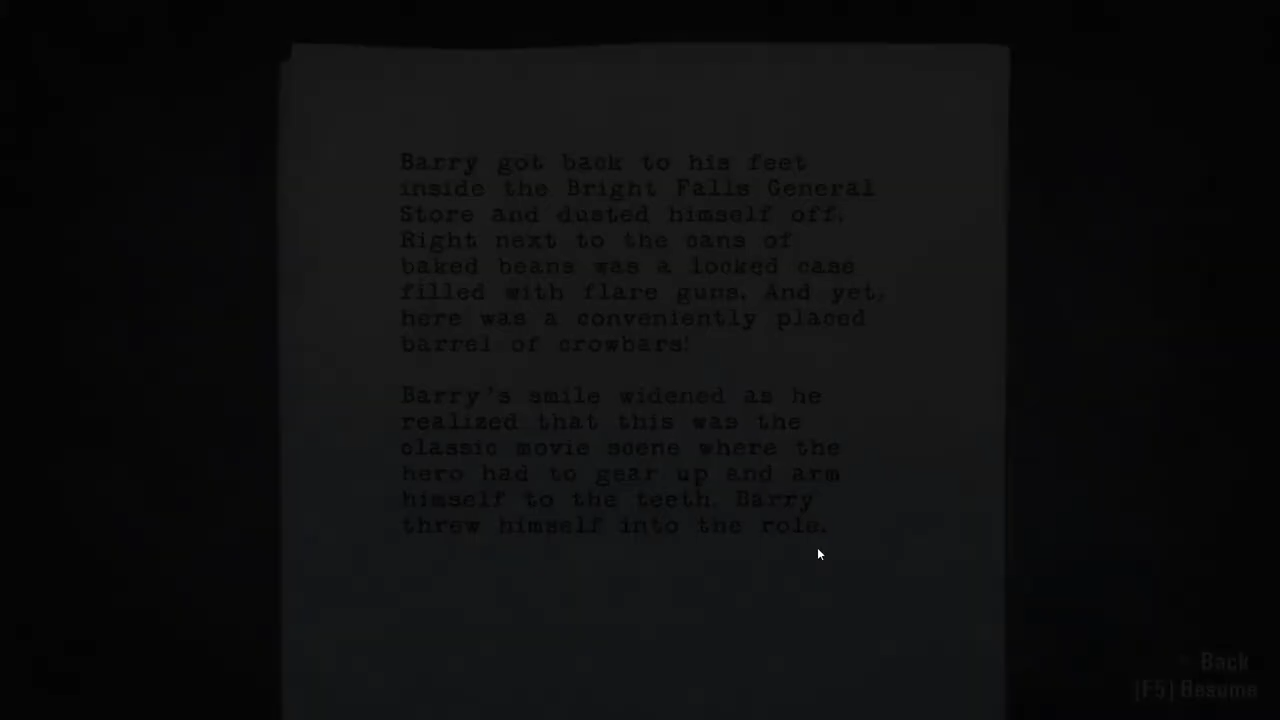 Barry got back to his feet
inside the Bright Falls General
Store and dusted himself off.
Right next to the cans of
baked beans was a locked case
filled with flare guns. And yet,
here was a conveniently placed
barrel of crowbars!
Barry's smile widened as he
realized that this was the
classic movie scene where the
hero had to gear up and arm
himself to the teeth. Barry
threw himself into the role.
Back
[F5] Resume